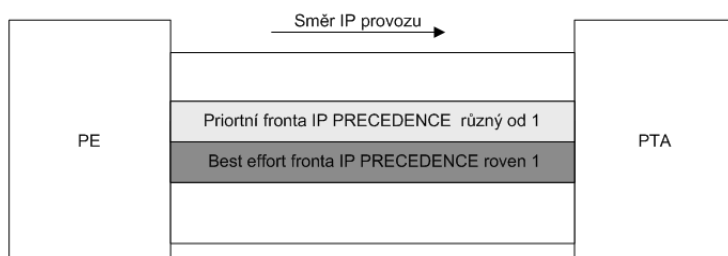 Směr IP provozu
Priortní fronta IP PRECEDENCE různý od 1
PE
PTA
Best effort fronta IP PRECEDENCE roven 1